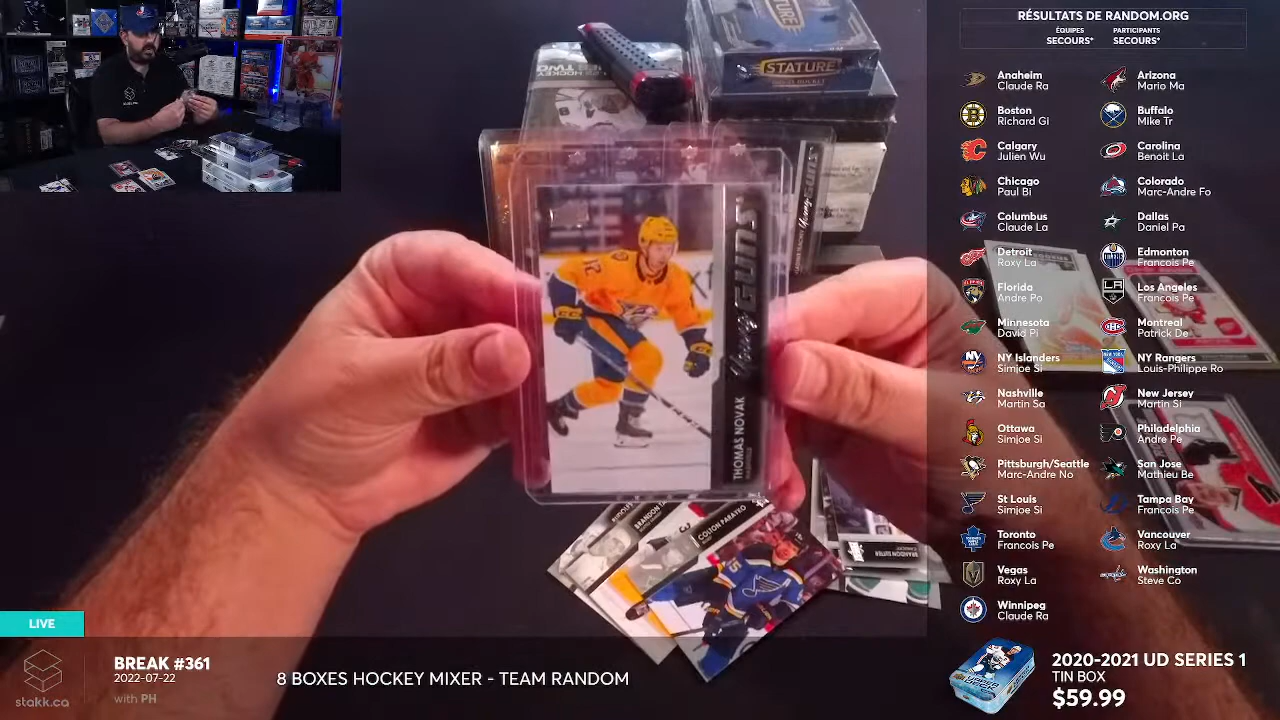 RÉSULTATS DE RANDOM.ORG
ÉQUIPES
SECOURS*
PARTICIPANTS
SECOURS*
Anaheim
Claude Ra
Arizona
Mario Ma
Boston
Richard Gi
Buffalo
Mike Tr
Calgary
Julien Wu
Carolina
Benoit La
Chicago
Paul Bi
Colorado
Marc-Andre Fo
Columbus
Claude La
Dallas
Daniel Pa
Detroit
Roxy La
Edmonton
Francois Pe
Florida
Andre Po
Los Angeles
Francois Pe
Minnesota
David Pi
Montreal
Patrick De
NY Islanders
Simjoe Si
NY Rangers
Louis-Philippe Ro
Nashville
Martin Sa
New Jersey
Martin Si
Ottawa
Simjoe Si
Philadelphia
Andre Pe
Pittsburgh/Seattle
Marc-Andre No
San Jose
Mathieu Be
St Louis
Simjoe Si
Tampa Bay
Francois Pe
Toronto
Francois Pe
Vancouver
Roxy La
Vegas
Roxy La
Washington
Steve Co
Winnipeg
Claude Ra
STATURE
STATURE
Young GUNS
THOMAS NOVAK
Young GUNS
COLTON PARAYKO
BRANDON SUTTER
LIVE
stakk.ca
BREAK #361
2022-07-22
with PH
8 BOXES HOCKEY MIXER - TEAM RANDOM
2020-2021 UD SERIES 1
TIN BOX
$59.99